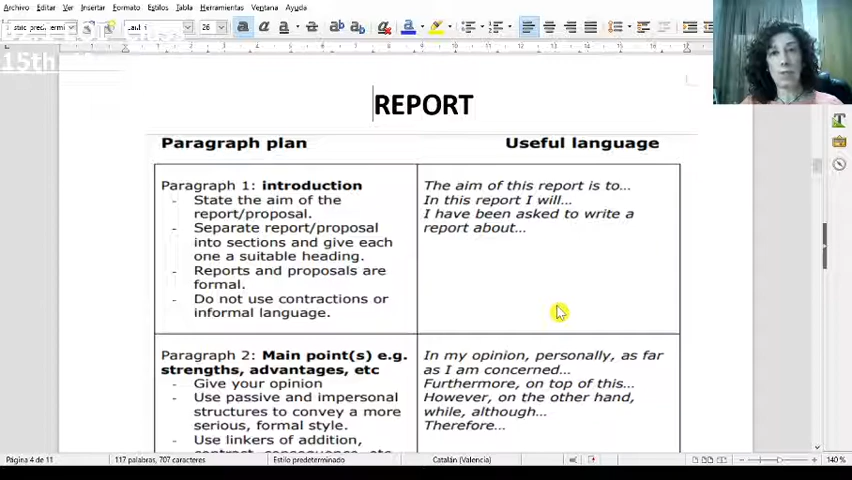 Archivo Editar Ver Insertar Formato Estilos Tabla Herramientas Ventana Ayuda
26
15th
REPORT
Paragraph plan Useful language
Paragraph 1: introduction
- State the aim of the
report/proposal.
- Separate report/proposal
into sections and give each
one a suitable heading.
- Reports and proposals are
formal.
- Do not use contractions or
informal language.
The aim of this report is to...
In this report I will...
I have been asked to write a
report about...
Paragraph 2: Main point(s) e.g.
strengths, advantages, etc
- Give your opinion
- Use passive and impersonal
structures to convey a more
serious, formal style.
- Use linkers of addition,
contrast, consequence, etc
In my opinion, personally, as far
as I am concerned...
Furthermore, on top of this...
However, on the other hand,
while, although...
Therefore...
Página 4 de 11 117 palabras, 707 caracteres Estilo predeterminado Catalán (Valencia) 140 %